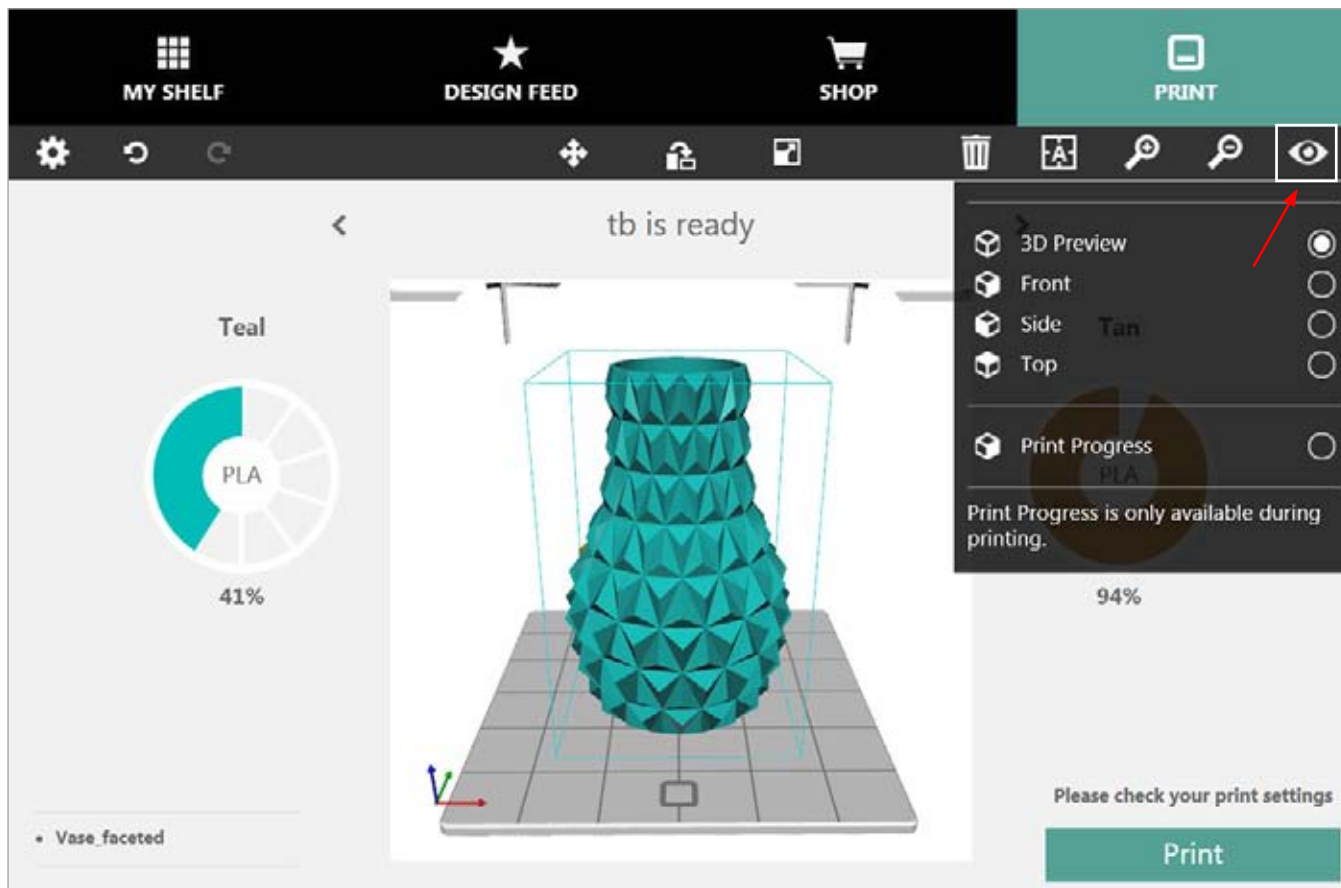 MY SHELF
DESIGN FEED
SHOP
PRINT
A
tb is ready
3D Preview
Front
Side
Top
Print Progress
Print Progress is only available during
printing.
Teal
PLA
41%
Tan
PLA
94%
Vase_faceted
Please check your print settings
Print